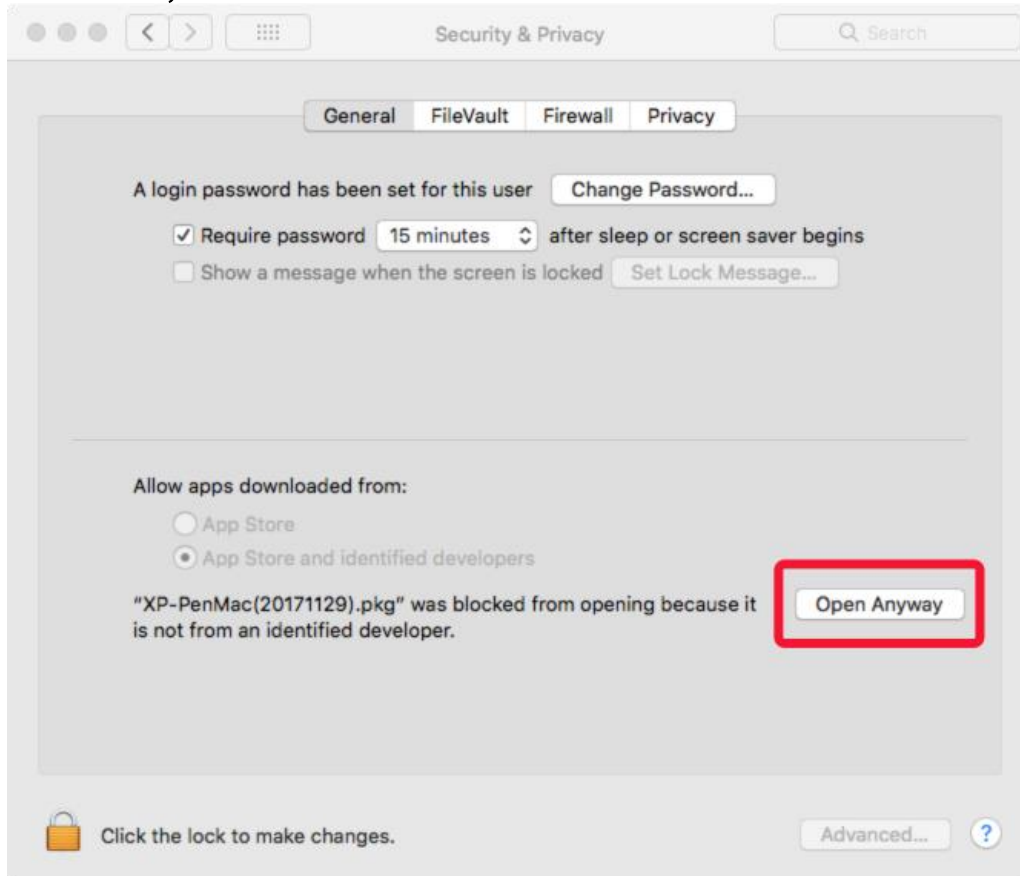 Security & Privacy
Search
General FileVault Firewall Privacy
A login password has been set for this user Change Password...
Require password 15 minutes after sleep or screen saver begins
Show a message when the screen is locked Set Lock Message...
Allow apps downloaded from:
App Store
App Store and identified developers
“XP-PenMac(20171129).pkg” was blocked from opening because it Open Anyway
is not from an identified developer.
Click the lock to make changes.
Advanced... ?